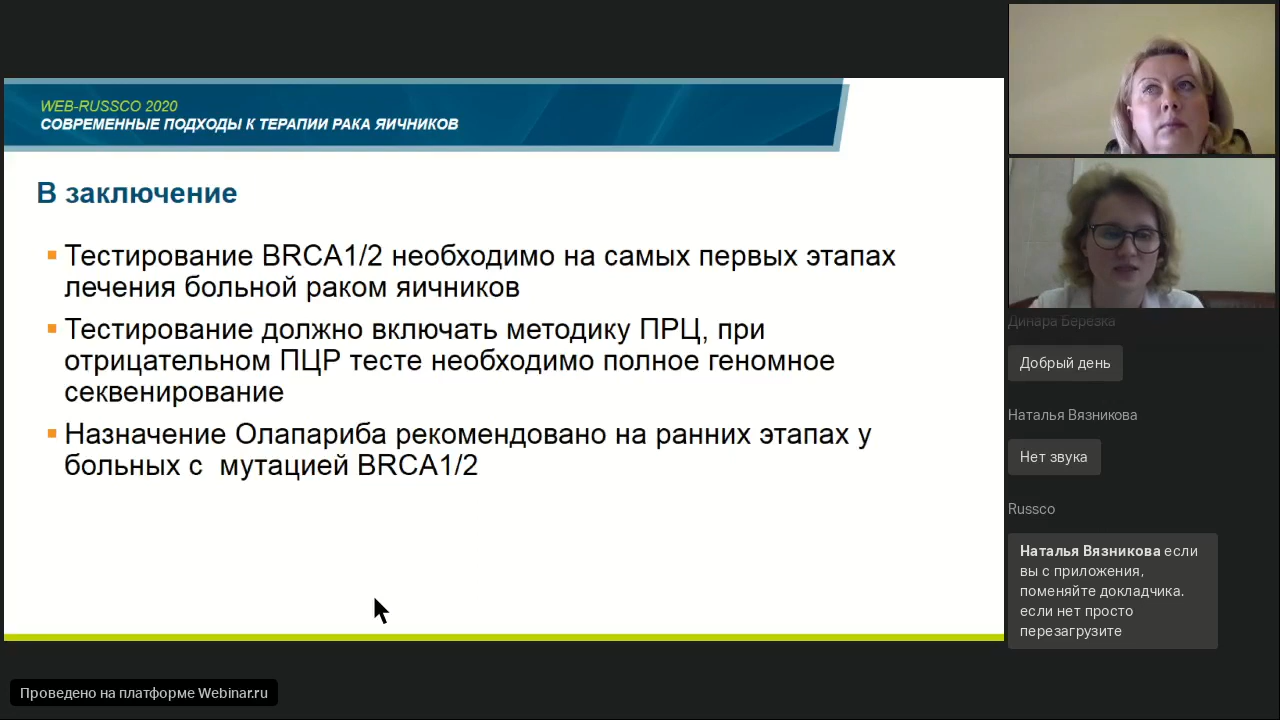 WEB-RUSSCO 2020
СОВРЕМЕННЫЕ ПОДХОДЫ К ТЕРАПИИ РАКА ЯИЧНИКОВ
В заключение
Тестирование BRCA1/2 необходимо на самых первых этапах
лечения больной раком яичников
Тестирование должно включать методику ПРЦ, при
отрицательном ПЦР тесте необходимо полное геномное
секвенирование
Назначение Олапариба рекомендовано на ранних этапах у
больных с мутацией BRCA1/2
Динара Березка
Добрый день
Наталья Вязникова
Нет звука
Russco
Наталья Вязникова если
вы с приложения,
поменяйте докладчика.
если нет просто
перезагрузите
Проведено на платформе Webinar.ru